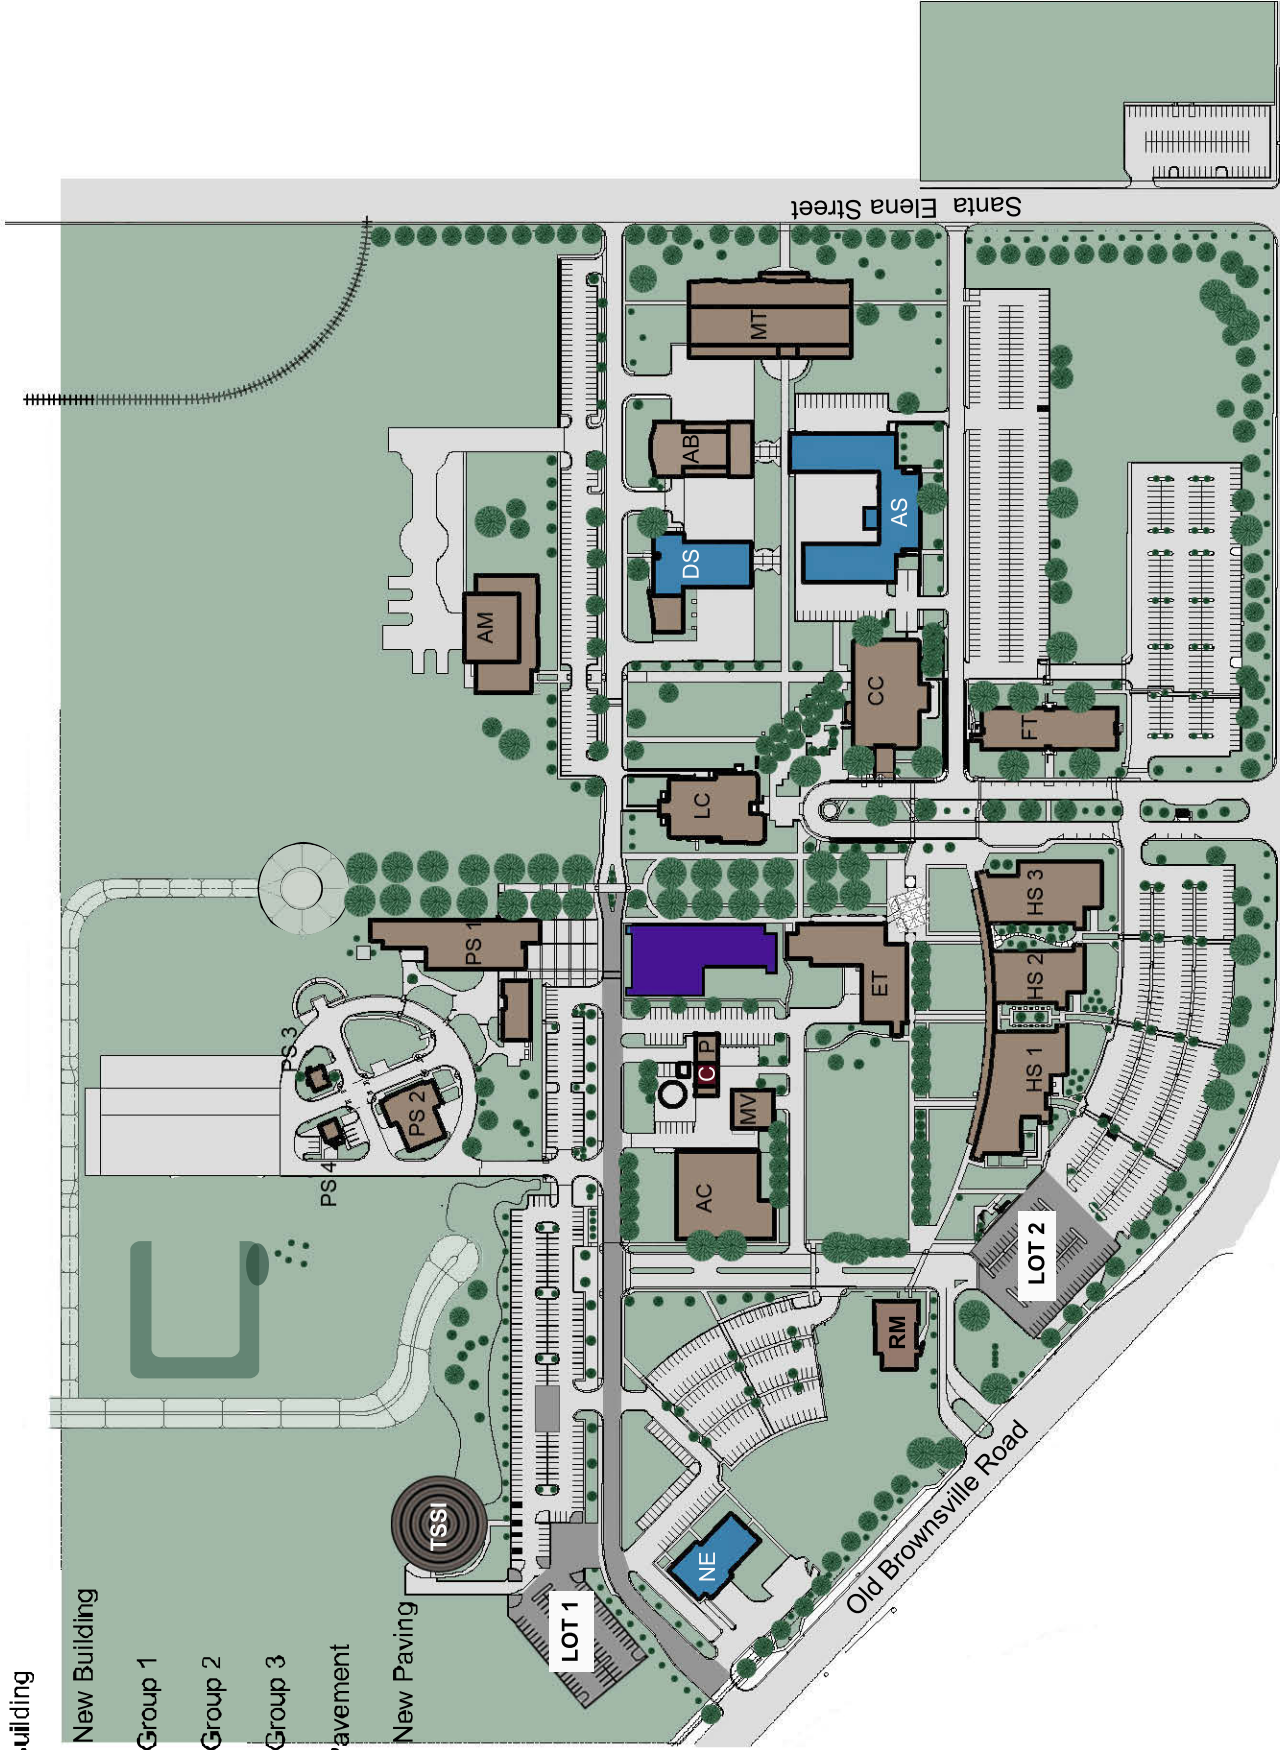 Santa Elena Street
MT
AB
DS
AS
AM
CC
FT
LC
PS 1
PS 3
PS 2
PS 4
ET
HS 3
HS 2
HS 1
P
C
MV
AC
LOT 2
RM
TSSI
NE
LOT 1
Old Brownsville Road
New Building
Group 1
Group 2
Group 3
New Paving